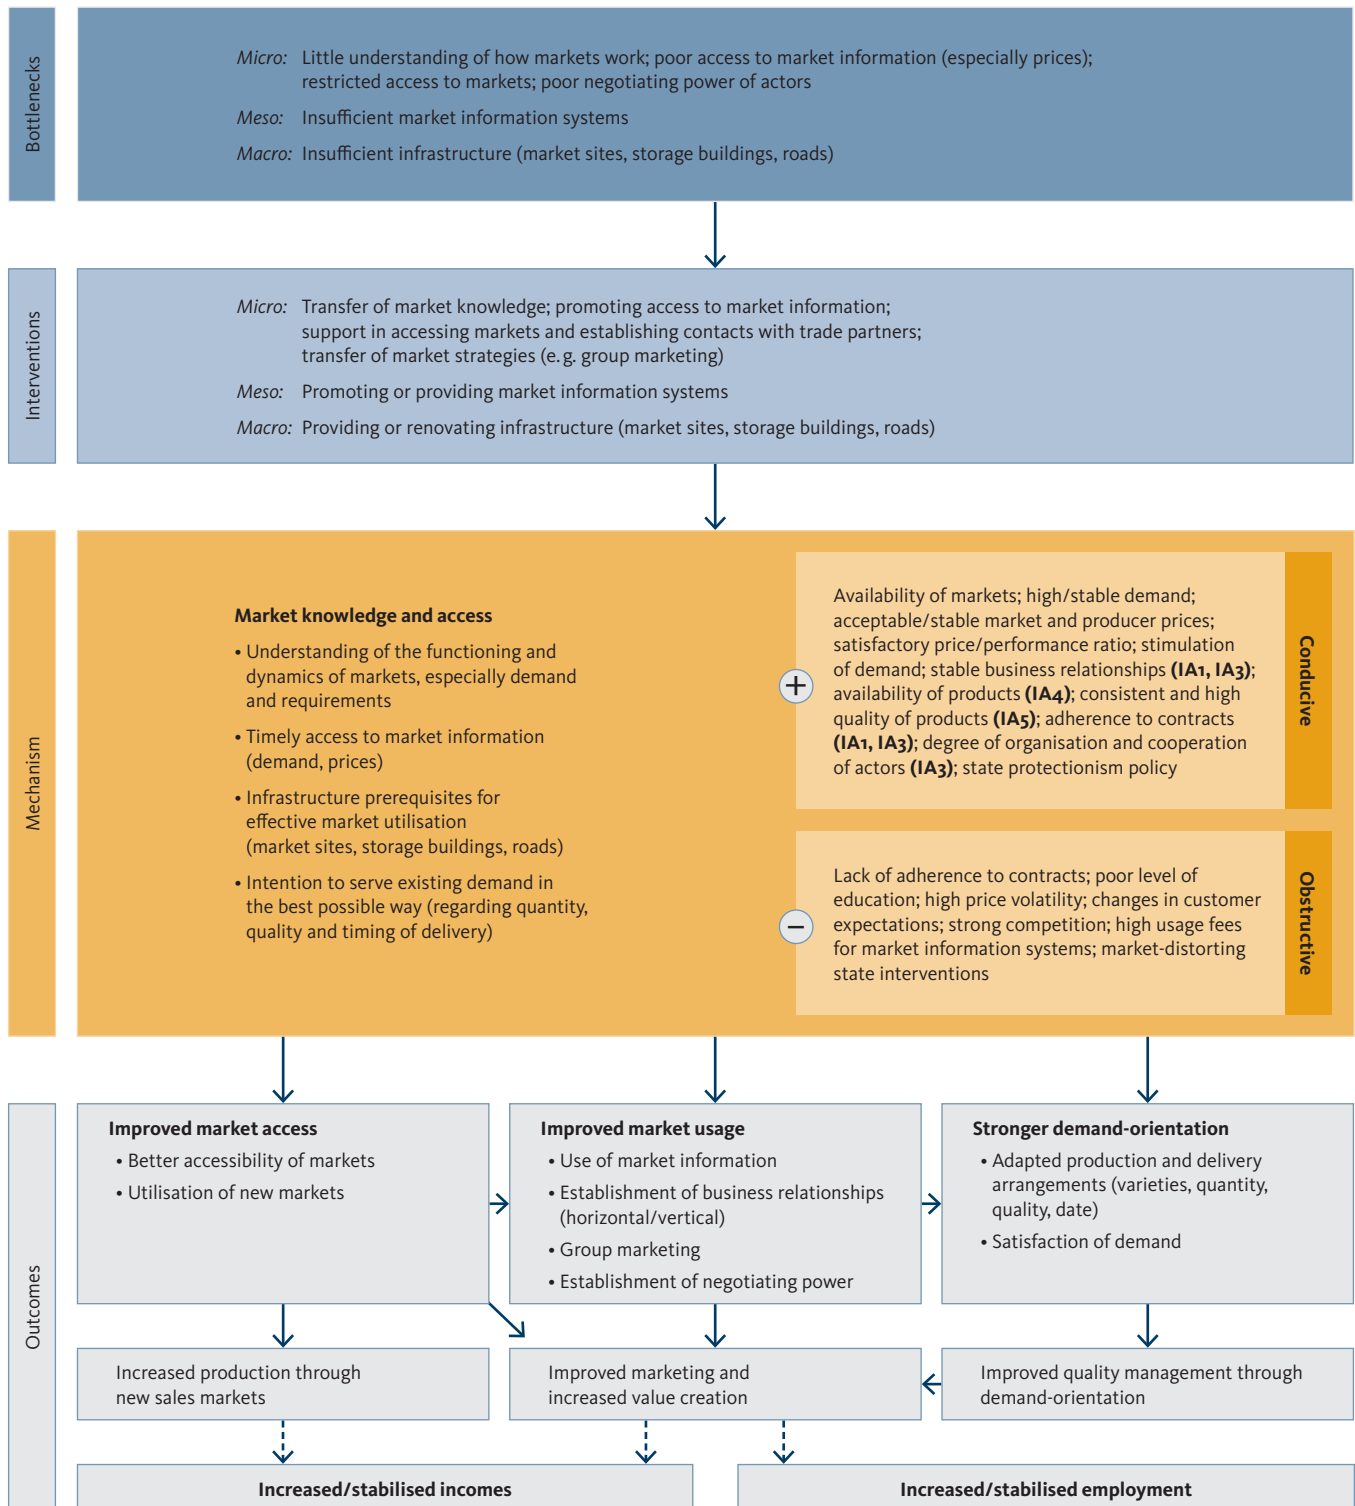 Bottlenecks
Micro: Little understanding of how markets work; poor access to market information (especially prices);
restricted access to markets; poor negotiating power of actors
Meso: Insufficient market information systems
Macro: Insufficient infrastructure (market sites, storage buildings, roads)
Interventions
Micro: Transfer of market knowledge; promoting access to market information;
support in accessing markets and establishing contacts with trade partners;
transfer of market strategies (e. g. group marketing)
Meso: Promoting or providing market information systems
Macro: Providing or renovating infrastructure (market sites, storage buildings, roads)
Mechanism
Market knowledge and access
• Understanding of the functioning and
dynamics of markets, especially demand
and requirements
• Timely access to market information
(demand, prices)
• Infrastructure prerequisites for
effective market utilisation
(market sites, storage buildings, roads)
• Intention to serve existing demand in
the best possible way (regarding quantity,
quality and timing of delivery)
+
Availability of markets; high/stable demand;
acceptable/stable market and producer prices;
satisfactory price/performance ratio; stimulation
of demand; stable business relationships (IA1, IA3);
availability of products (IA4); consistent and high
quality of products (IA5); adherence to contracts
(IA1, IA3); degree of organisation and cooperation
of actors (IA3); state protectionism policy
Conducive
−
Lack of adherence to contracts; poor level of
education; high price volatility; changes in customer
expectations; strong competition; high usage fees
for market information systems; market-distorting
state interventions
Obstructive
Outcomes
Improved market access
• Better accessibility of markets
• Utilisation of new markets
Improved market usage
• Use of market information
• Establishment of business relationships
(horizontal/vertical)
• Group marketing
• Establishment of negotiating power
Stronger demand-orientation
• Adapted production and delivery
arrangements (varieties, quantity,
quality, date)
• Satisfaction of demand
Increased production through
new sales markets
Improved marketing and
increased value creation
Improved quality management through
demand-orientation
Increased/stabilised incomes
Increased/stabilised employment